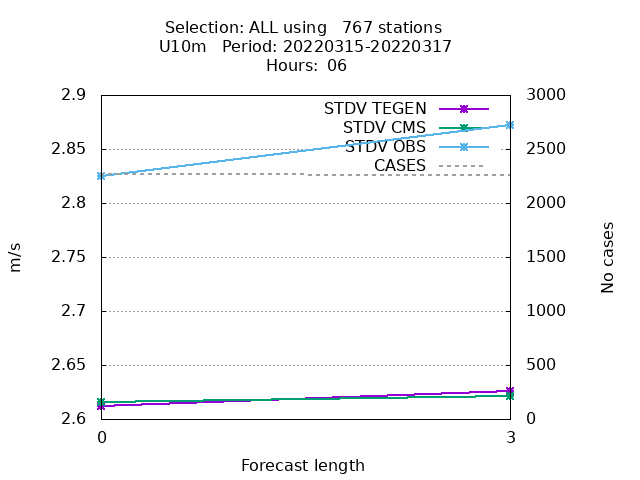 Selection: ALL using   767 stations
U10m   Period: 20220315-20220317
Hours:  06
2.9
2.85
2.8
2.75
2.7
2.65
2.6
3000
2500
2000
1500
1000
500
0
STDV TEGEN
STDV CMS
STDV OBS
CASES
m/s
No cases
0
3
Forecast length